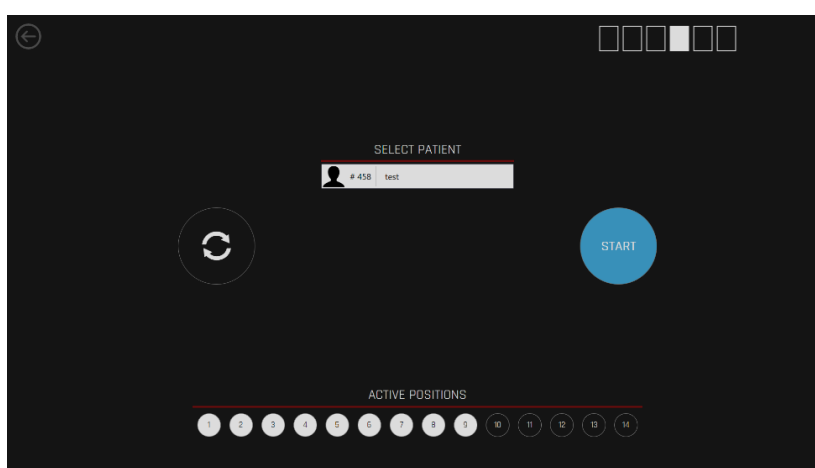 SELECT PATIENT
# 458 test
START
ACTIVE POSITIONS
1 2 3 4 5 6 7 8 9 10 11 12 13 14